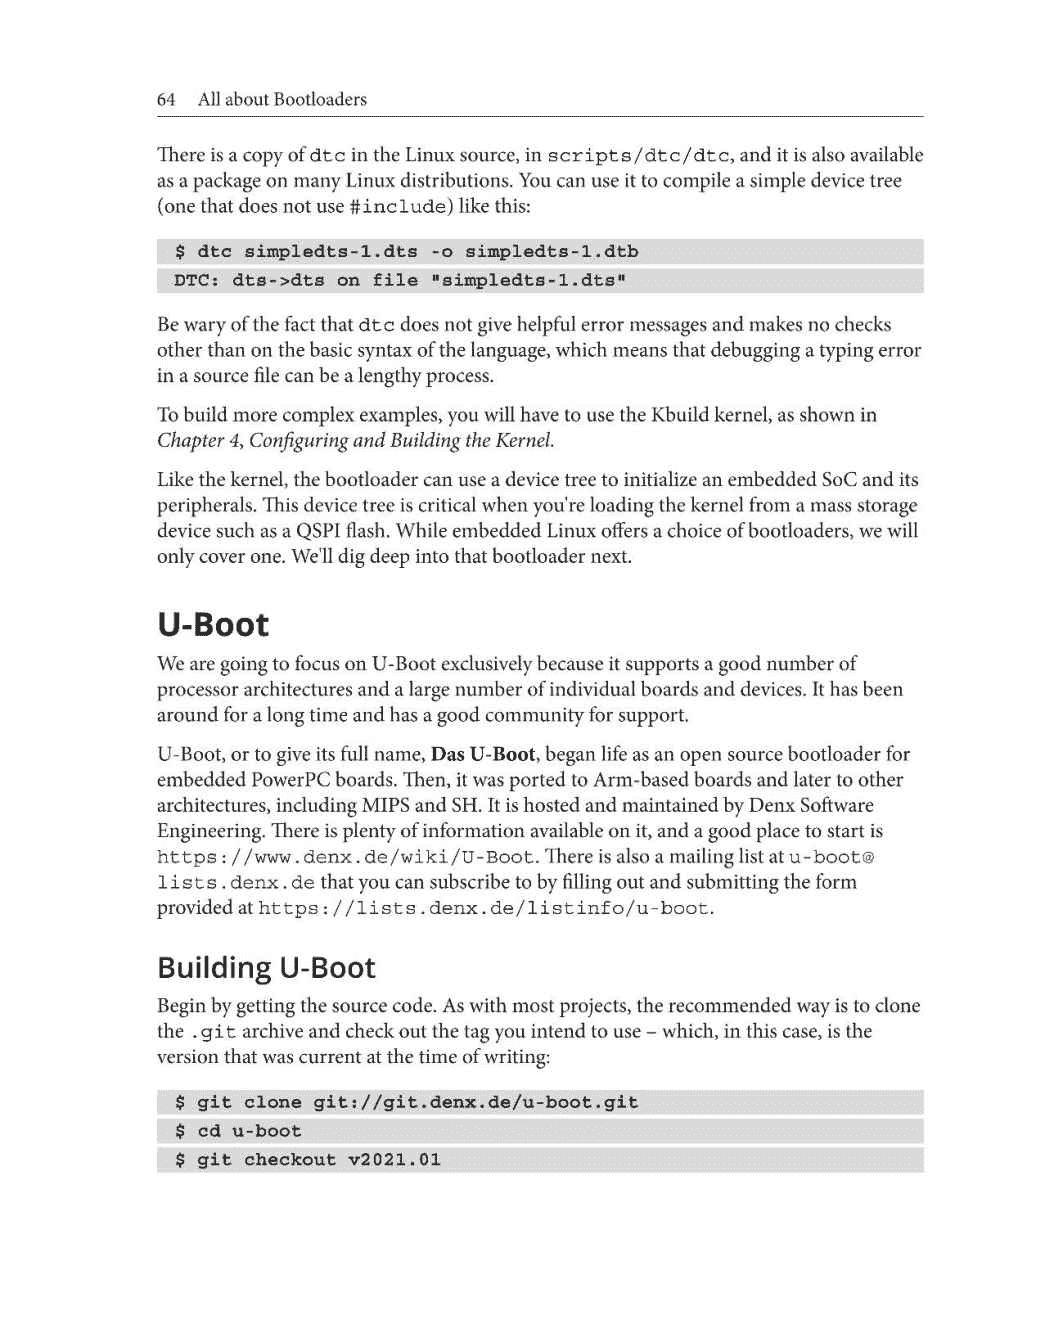 64 All about Bootloaders
There is a copy of dtc in the Linux source, in scripts/dtc/dtc, and it is also available
as a package on many Linux distributions. You can use it to compile a simple device tree
(one that does not use #include) like this:
$ dtc simpledts-1.dts -o simpledts-1.dtb
DTC: dts->dts on file "simpledts-1.dts"
Be wary of the fact that dtc does not give helpful error messages and makes no checks
other than on the basic syntax of the language, which means that debugging a typing error
in a source file can be a lengthy process.
To build more complex examples, you will have to use the Kbuild kernel, as shown in
Chapter 4, Configuring and Building the Kernel.
Like the kernel, the bootloader can use a device tree to initialize an embedded SoC and its
peripherals. This device tree is critical when you're loading the kernel from a mass storage
device such as a QSPI flash. While embedded Linux offers a choice of bootloaders, we will
only cover one. We'll dig deep into that bootloader next.
U-Boot
We are going to focus on U-Boot exclusively because it supports a good number of
processor architectures and a large number of individual boards and devices. It has been
around for a long time and has a good community for support.
U-Boot, or to give its full name, Das U-Boot, began life as an open source bootloader for
embedded PowerPC boards. Then, it was ported to Arm-based boards and later to other
architectures, including MIPS and SH. It is hosted and maintained by Denx Software
Engineering. There is plenty of information available on it, and a good place to start is
https://www.denx.de/wiki/U-Boot. There is also a mailing list at u-boot@
lists.denx.de that you can subscribe to by filling out and submitting the form
provided at https://lists.denx.de/listinfo/u-boot.
Building U-Boot
Begin by getting the source code. As with most projects, the recommended way is to clone
the .git archive and check out the tag you intend to use – which, in this case, is the
version that was current at the time of writing:
$ git clone git://git.denx.de/u-boot.git
$ cd u-boot
$ git checkout v2021.01